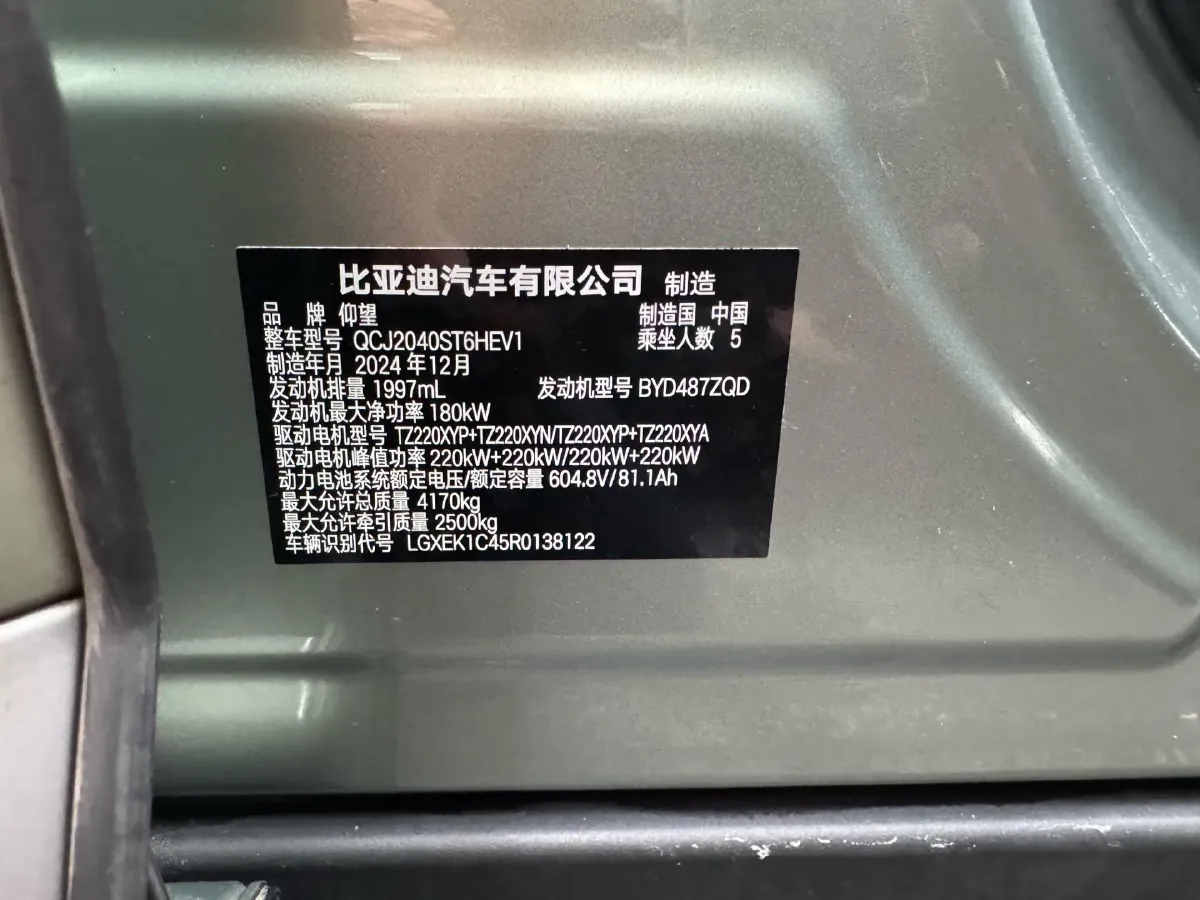 比亚迪汽车有限公司 制造
品 牌 仰望 制造国 中国
整车型号 QCJ2040ST6HEV1 乘坐人数 5
制造年月 2024 年 12 月
发动机排量 1997mL 发动机型号 BYD487ZQD
发动机最大净功率 180kW
驱动电机型号 TZ220XYP+TZ220XYN/TZ220XYP+TZ220XYA
驱动电机峰值功率 220kW+220kW/220kW+220kW
动力电池系统额定电压/额定容量 604.8V/81.1Ah
最大允许总质量 4170kg
最大允许牵引质量 2500kg
车辆识别代号 LGXEK1C45R0138122